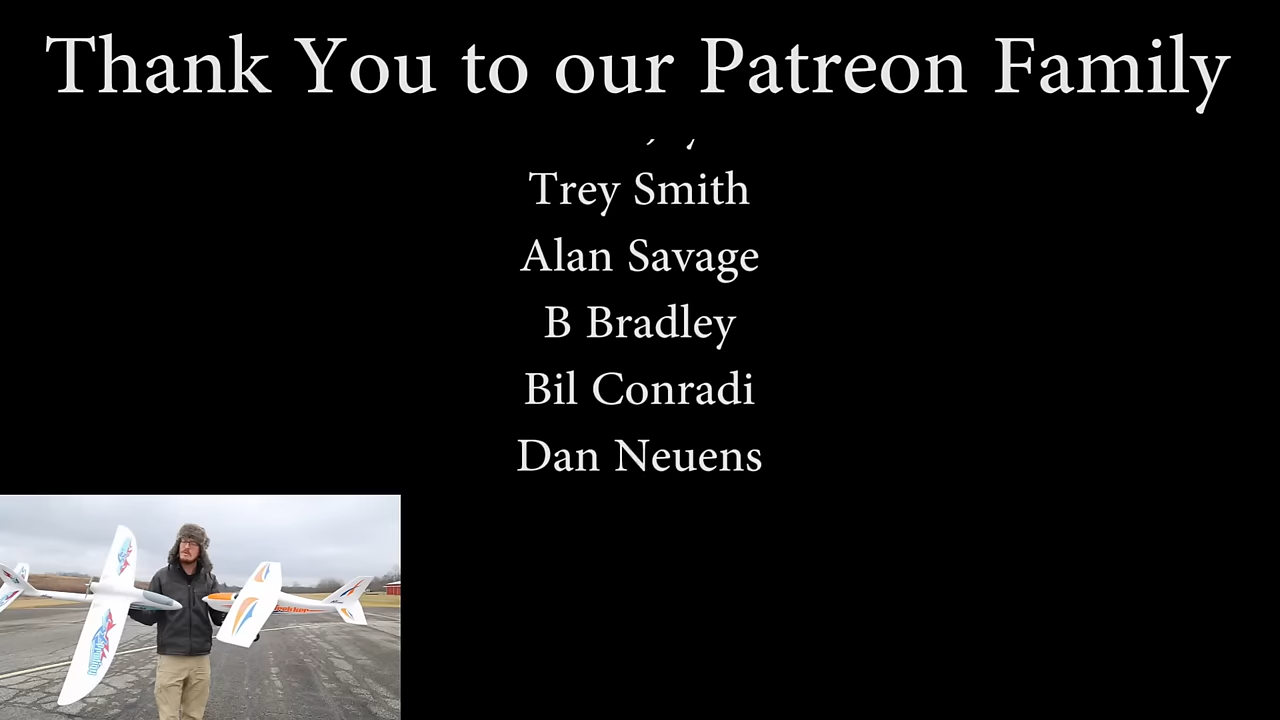 Thank You to our Patreon Family
Trey Smith
Alan Savage
B Bradley
Bil Conradi
Dan Neuens